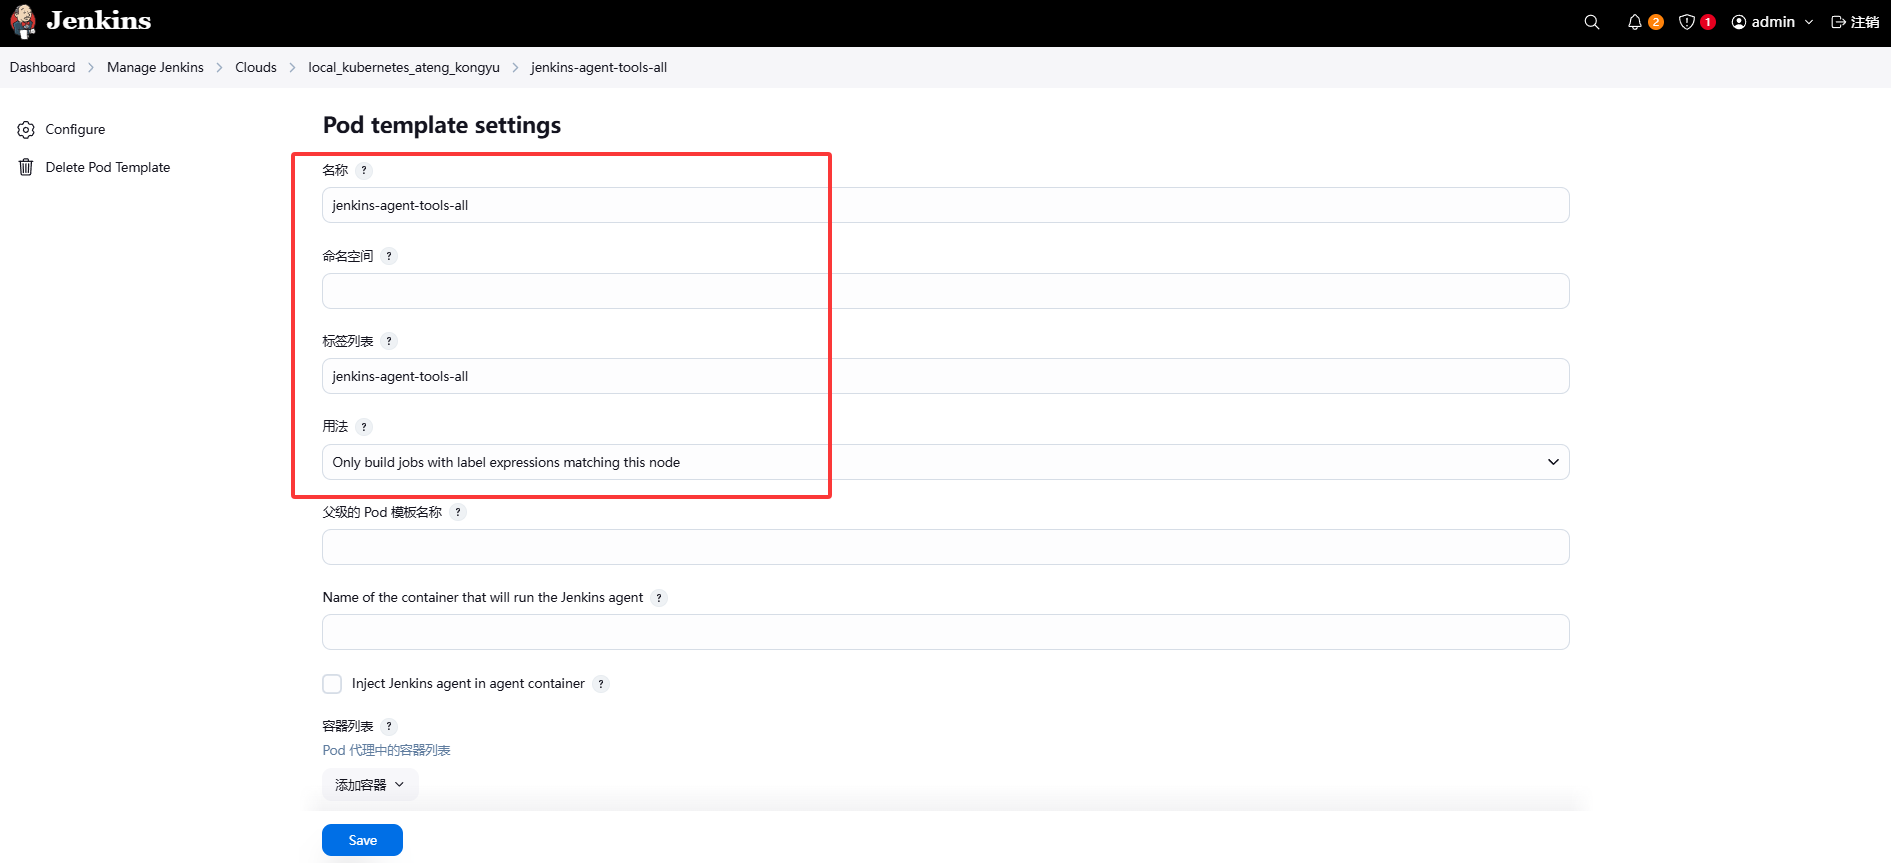 Jenkins
2
1
admin
注销
Dashboard
Manage Jenkins
Clouds
local_kubernetes_ateng_kongyu
jenkins-agent-tools-all
Configure
Delete Pod Template
Pod template settings
名称 ?
jenkins-agent-tools-all
命名空间 ?
标签列表 ?
jenkins-agent-tools-all
用法 ?
Only build jobs with label expressions matching this node
父级的 Pod 模板名称 ?
Name of the container that will run the Jenkins agent ?
Inject Jenkins agent in agent container ?
容器列表 ?
Pod 代理中的容器列表
添加容器
Save